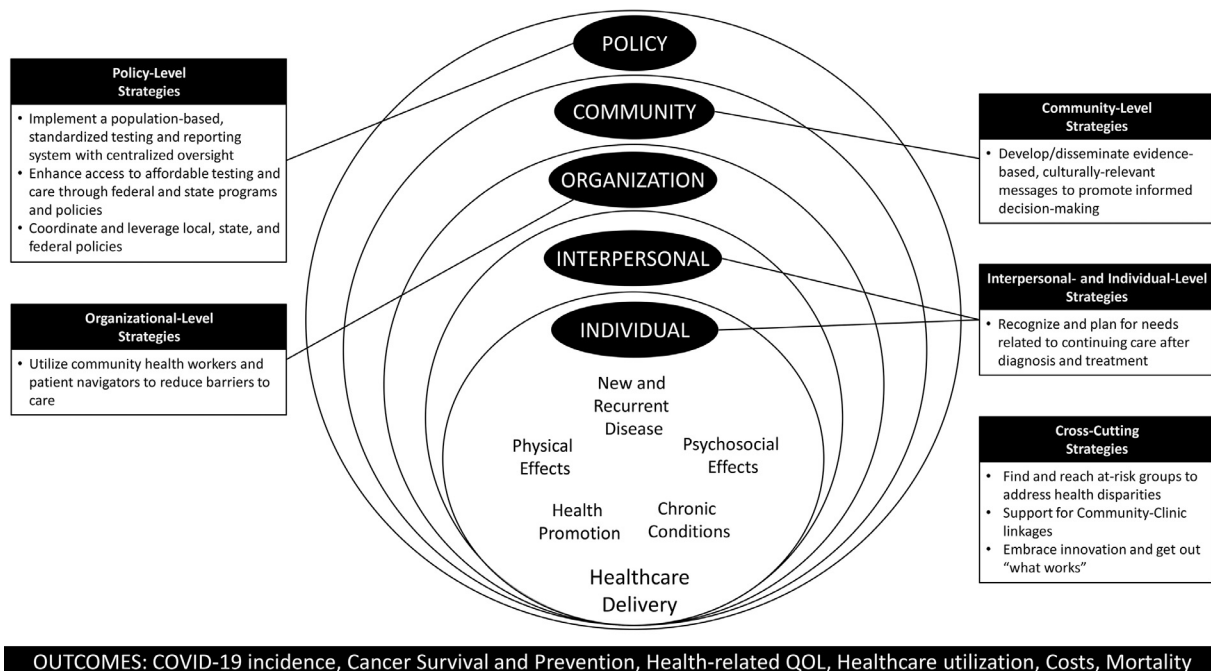 POLICY
COMMUNITY
ORGANIZATION
INTERPERSONAL
INDIVIDUAL
New and
Recurrent
Disease
Physical
Effects
Psychosocial
Effects
Health
Promotion
Chronic
Conditions
Healthcare
Delivery
Policy-Level
Strategies
• Implement a population-based,
standardized testing and reporting
system with centralized oversight
• Enhance access to affordable testing and
care through federal and state programs
and policies
• Coordinate and leverage local, state, and
federal policies
Organizational-Level
Strategies
• Utilize community health workers and
patient navigators to reduce barriers to
care
Community-Level
Strategies
• Develop/disseminate evidence-
based, culturally-relevant
messages to promote informed
decision-making
Interpersonal- and Individual-Level
Strategies
• Recognize and plan for needs
related to continuing care after
diagnosis and treatment
Cross-Cutting
Strategies
• Find and reach at-risk groups to
address health disparities
• Support for Community-Clinic
linkages
• Embrace innovation and get out
“what works”
OUTCOMES: COVID-19 incidence, Cancer Survival and Prevention, Health-related QOL, Healthcare utilization, Costs, Mortality